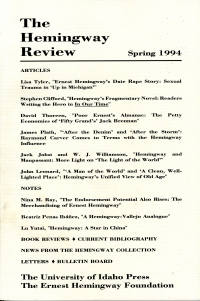 The
Hemingway
Review
Spring 1994
ARTICLES
Lisa Tyler, "Ernest Hemingway's Date Rape Story: Sexual
Trauma in 'Up in Michigan'"
Stephen Clifford, "Hemingway's Fragmentary Novel: Readers
Writing the Hero in In Our Time"
David Thoreen, "Poor Ernest's Almanac: The Petty
Economies of 'Fifty Grand's' Jack Brennan"
James Plath, "'After the Denim' and 'After the Storm':
Raymond Carver Comes to Terms with the Hemingway
Influence
Jack Jobst and W. J. Williamson, "Hemingway and
Maupassant: More Light on 'The Light of the World'"
John Leonard, "'A Man of the World' and 'A Clean, Well-
Lighted Place': Hemingway's Unified View of Old Age"
NOTES
Nina M. Ray, "The Endorsement Potential Also Rises: The
Merchandising of Ernest Hemingway"
Beatriz Penas Ibáñez, "A Hemingway-Vallejo Analogue"
Lu Yutai, "Hemingway: A Star in China"
BOOK REVIEWS ♦ CURRENT BIBLIOGRAPHY
NEWS FROM THE HEMINGWAY COLLECTION
LETTERS ♦ BULLETIN BOARD
The University of Idaho Press
The Ernest Hemingway Foundation